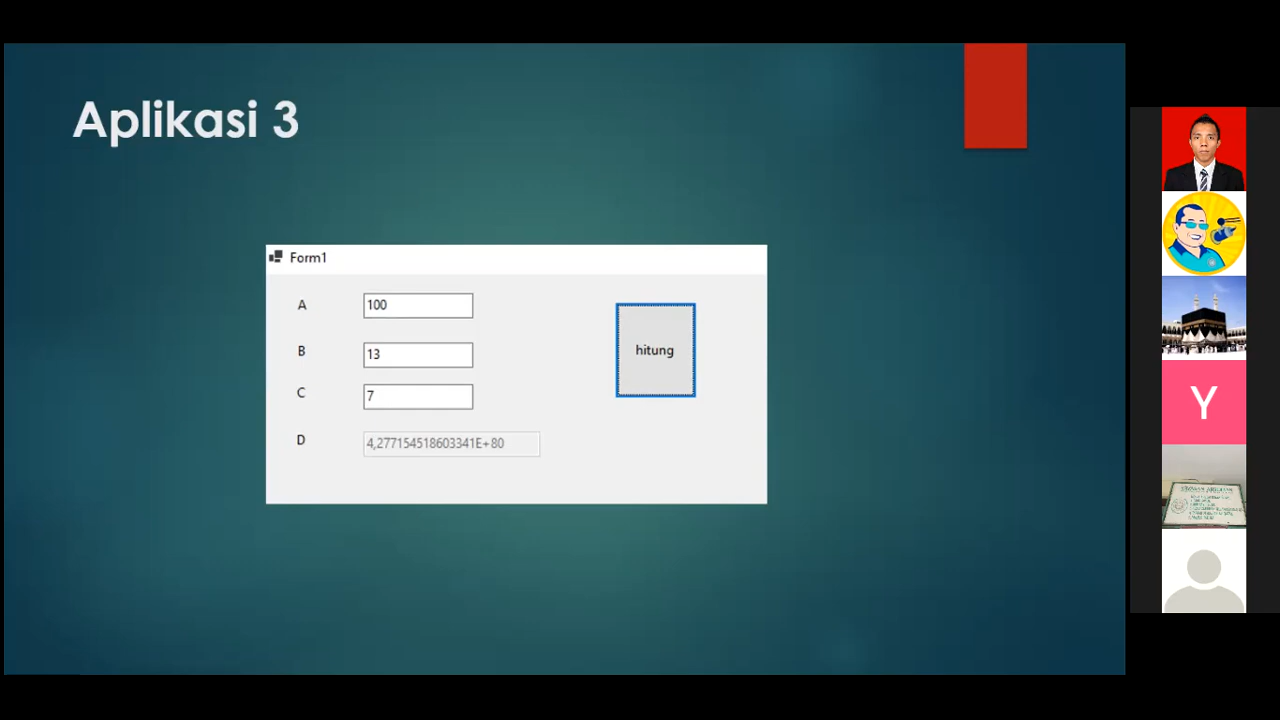 Aplikasi 3
Form1
A 100
B 13
C 7
D 4,277154518603341E+80
hitung
Y